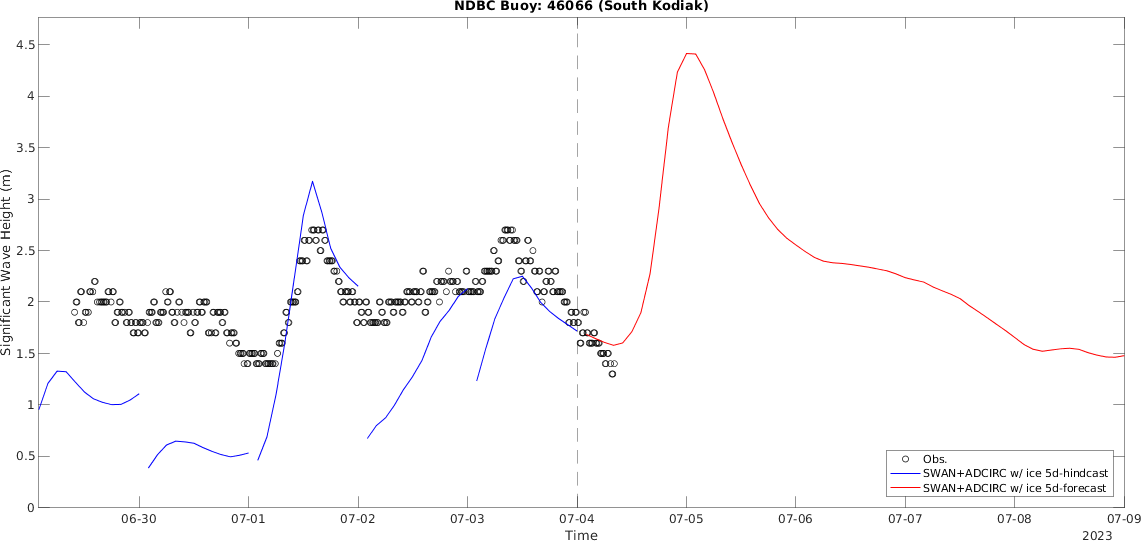 NDBC Buoy: 46066 (South Kodiak)
4.5
4
3.5
3
2.5
2
1.5
1
0.5
0
Significant Wave Height (m)
Obs.
SWAN+ADCIRC w/ ice 5d-hindcast
SWAN+ADCIRC w/ ice 5d-forecast
06-30 07-01 07-02 07-03 07-04 07-05 07-06 07-07 07-08 07-09
Time
2023